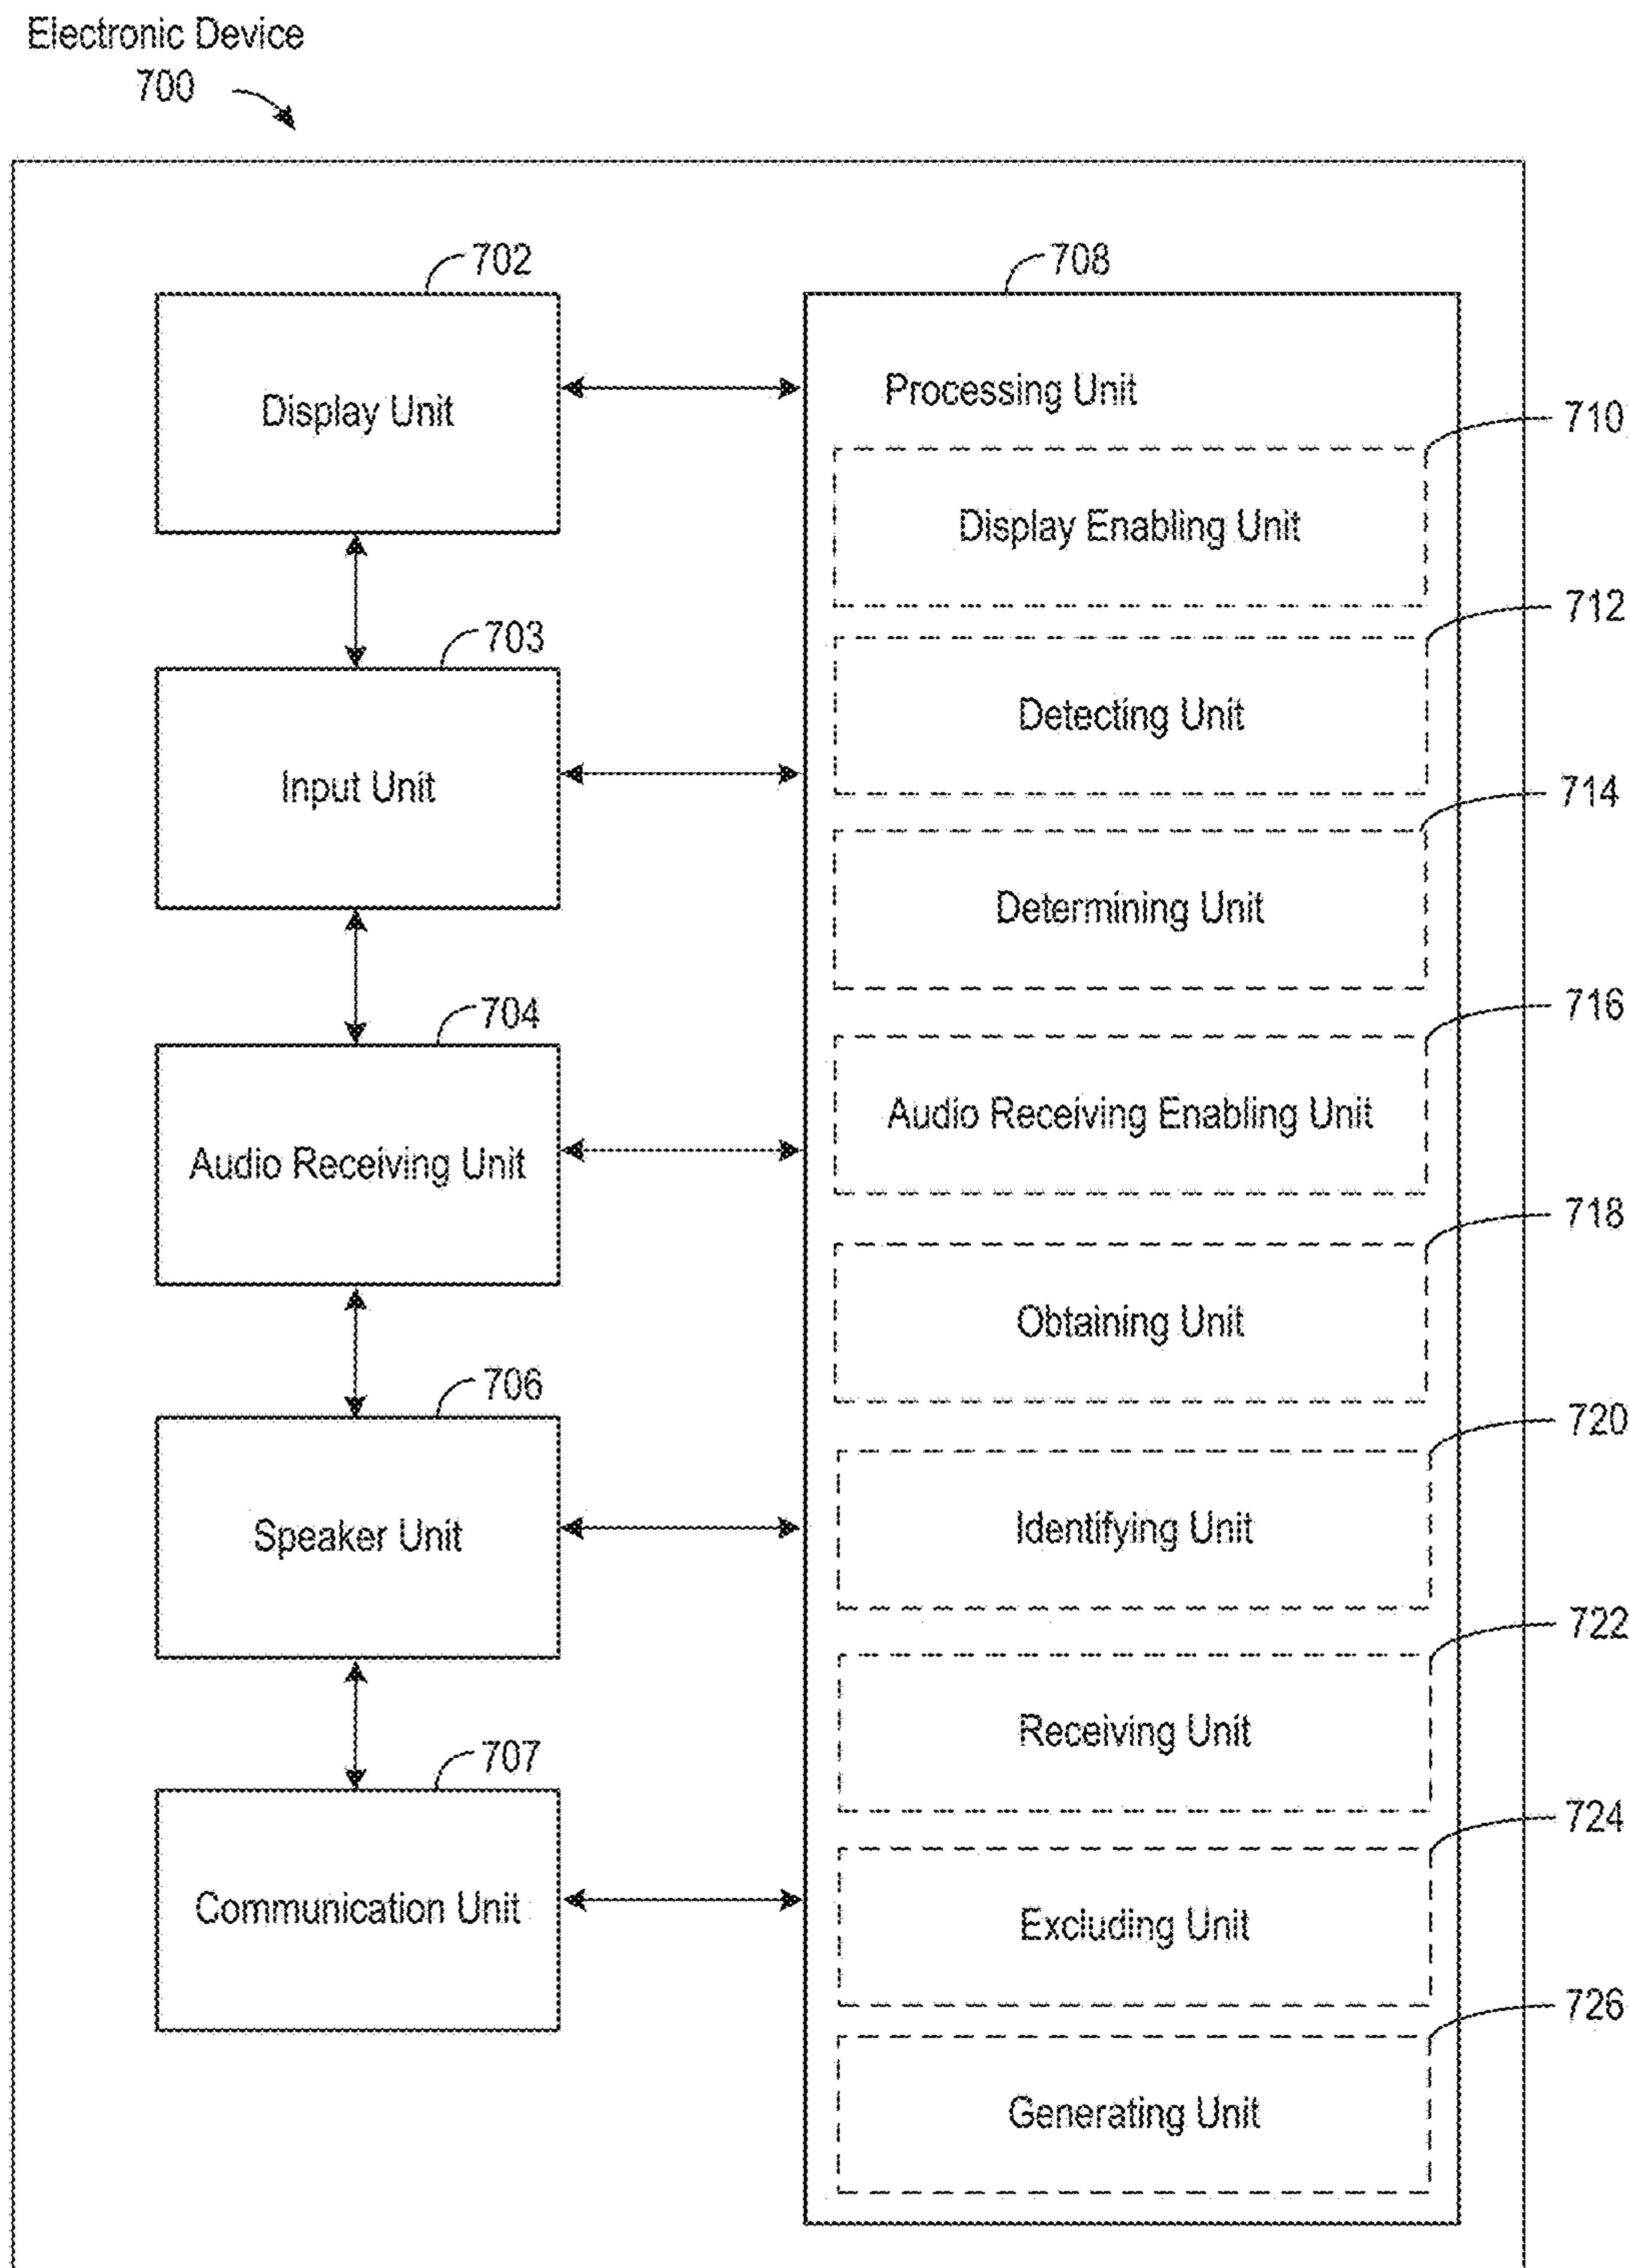 Electronic Device
700
702
708
Display Unit
Processing Unit
710
Display Enabling Unit
712
703
Detecting Unit
Input Unit
714
Determining Unit
704
716
Audio Receiving Enabling Unit
Audio Receiving Unit
718
Obtaining Unit
706
720
Identifying Unit
Speaker Unit
722
Receiving Unit
707
724
Communication Unit
Excluding Unit
726
Generating Unit